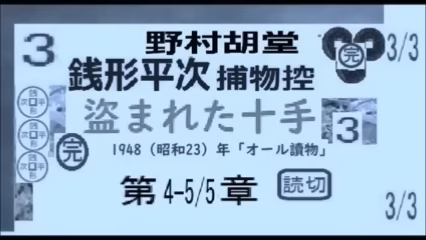 野村胡堂
3
完
3/3
銭形平次 捕物控
盗まれた十手
3
完
1948（昭和23）年「オール讀物」
第 4-5/5 章
読切
3/3